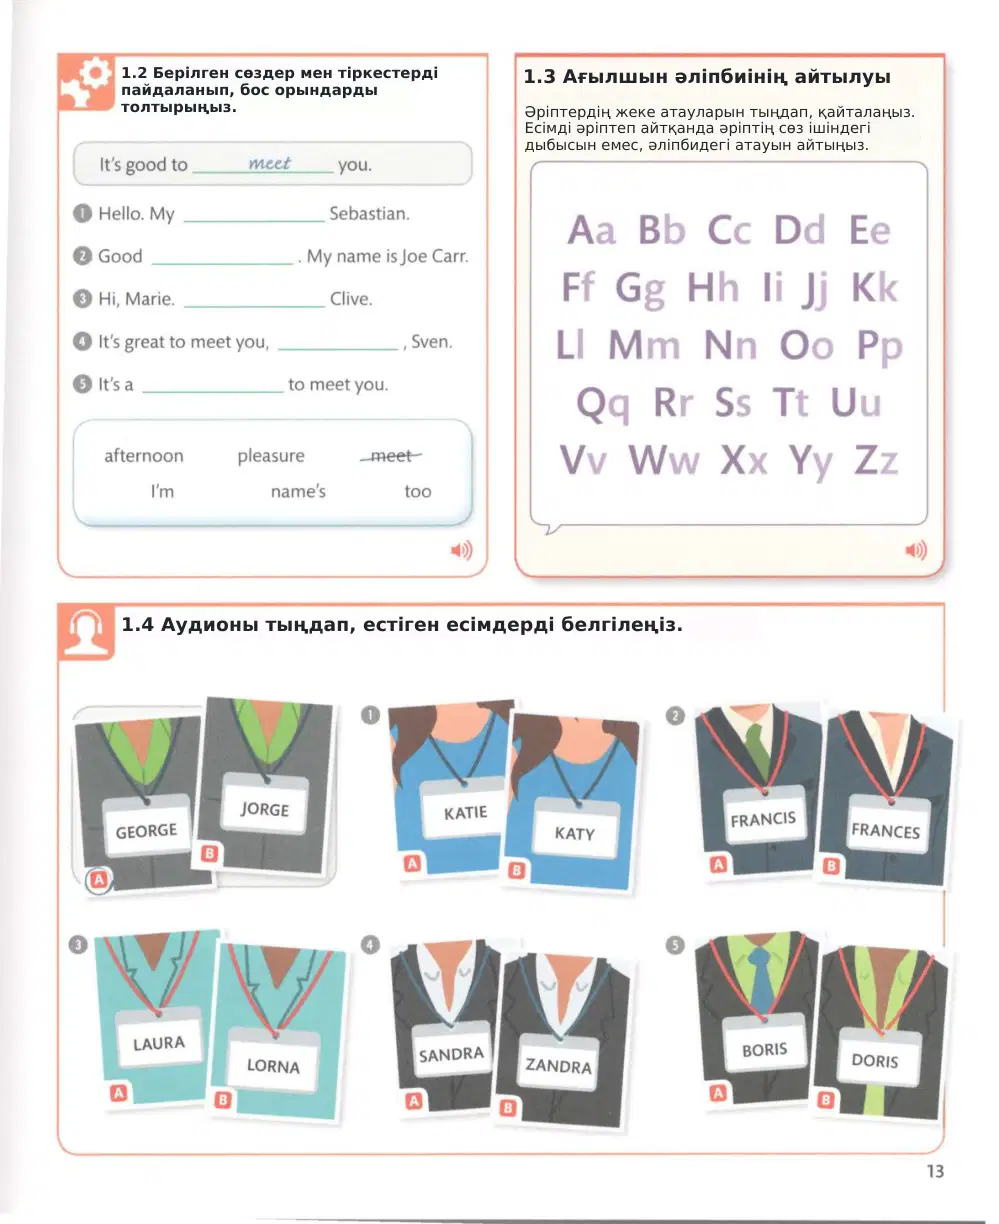 1.2 Берілген сөздер мен тіркестерді
пайдаланып, бос орындарды
толтырыңыз.
It's good to meet you.
1 Hello. My ____________ Sebastian.
2 Good ____________ . My name is Joe Carr.
3 Hi, Marie. ____________ Clive.
4 It's great to meet you, ____________ , Sven.
5 It's a ____________ to meet you.
afternoon pleasure meet
I'm name's too
1.3 Ағылшын әліпбиінің айтылуы
Әріптердің жеке атауларын тыңдап, қайталаңыз.
Есімді әріптеп айтқанда әріптің сөз ішіндегі
дыбысын емес, әліпбидегі атауын айтыңыз.
Aa Bb Cc Dd Ee
Ff Gg Hh Ii Jj Kk
Ll Mm Nn Oo Pp
Qq Rr Ss Tt Uu
Vv Ww Xx Yy Zz
1.4 Аудионы тыңдап, естіген есімдерді белгілеңіз.
GEORGE
A
JORGE
B
1
KATIE
A
KATY
B
2
FRANCIS
A
FRANCES
B
3
LAURA
A
LORNA
B
4
SANDRA
A
ZANDRA
B
5
BORIS
A
DORIS
B
13